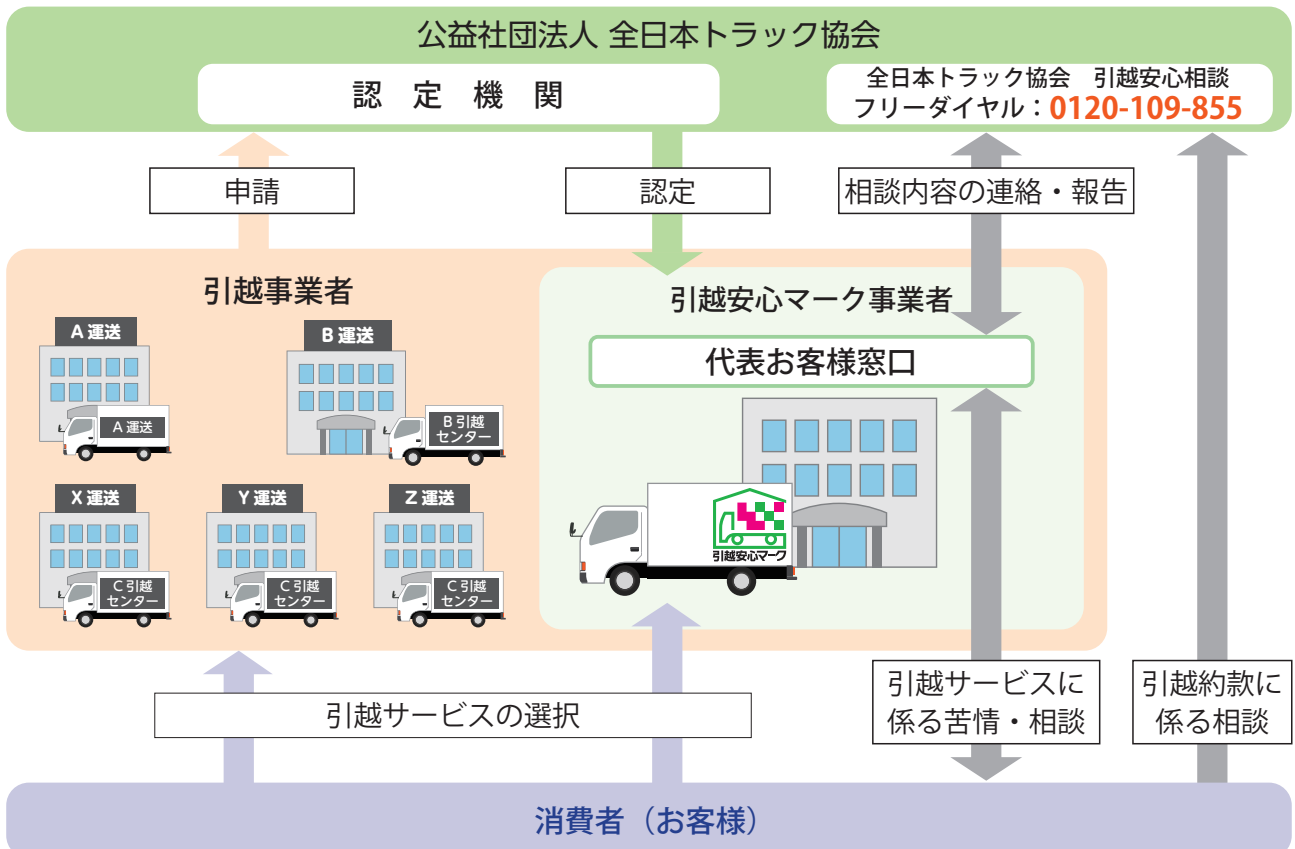 公益社団法人 全日本トラック協会
認 定 機 関
全日本トラック協会 引越安心相談
フリーダイヤル：0120-109-855
申請
認定
相談内容の連絡・報告
引越事業者
引越安心マーク事業者
代表お客様窓口
A 運送
A 運送
B 運送
B 引越
センター
X 運送
C 引越
センター
Y 運送
C 引越
センター
Z 運送
C 引越
センター
引越安心マーク
引越サービスの選択
引越サービスに
係る苦情・相談
引越約款に
係る相談
消費者（お客様）